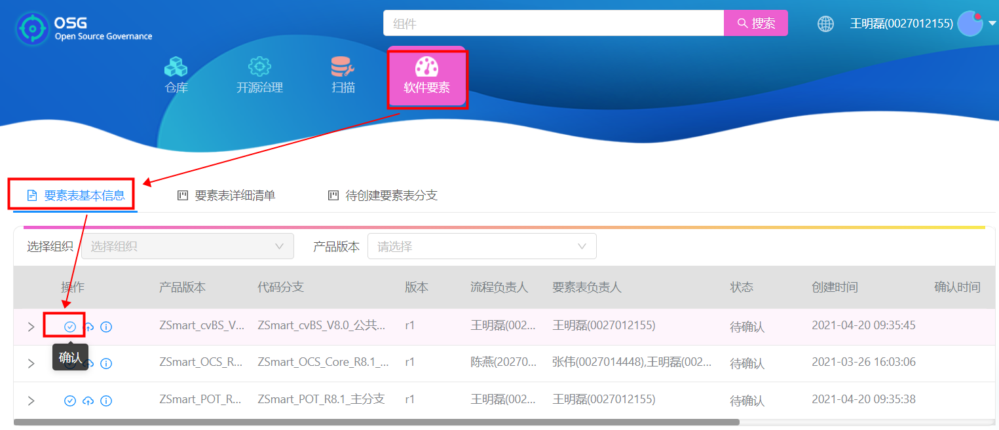 OSG
Open Source Governance
组件
搜索
王明磊(0027012155)
仓库
开源治理
扫描
软件要素
要素表基本信息
要素表详细清单
待创建要素表分支
选择组织 选择组织 产品版本 请选择
操作 产品版本 代码分支 版本 流程负责人 要素表负责人 状态 创建时间 确认时间
ZSmart_cvBS_V... ZSmart_cvBS_V8.0_公共... r1 王明磊(002... 王明磊(0027012155) 待确认 2021-04-20 09:35:45
确认
ZSmart_OCS_R... ZSmart_OCS_Core_R8.1_... r1 陈燕(20270... 张伟(0027014448),王明磊(002... 待确认 2021-03-26 16:03:06
ZSmart_POT_R... ZSmart_POT_R8.1_主分支 r1 王明磊(002... 王明磊(0027012155) 待确认 2021-04-20 09:35:38